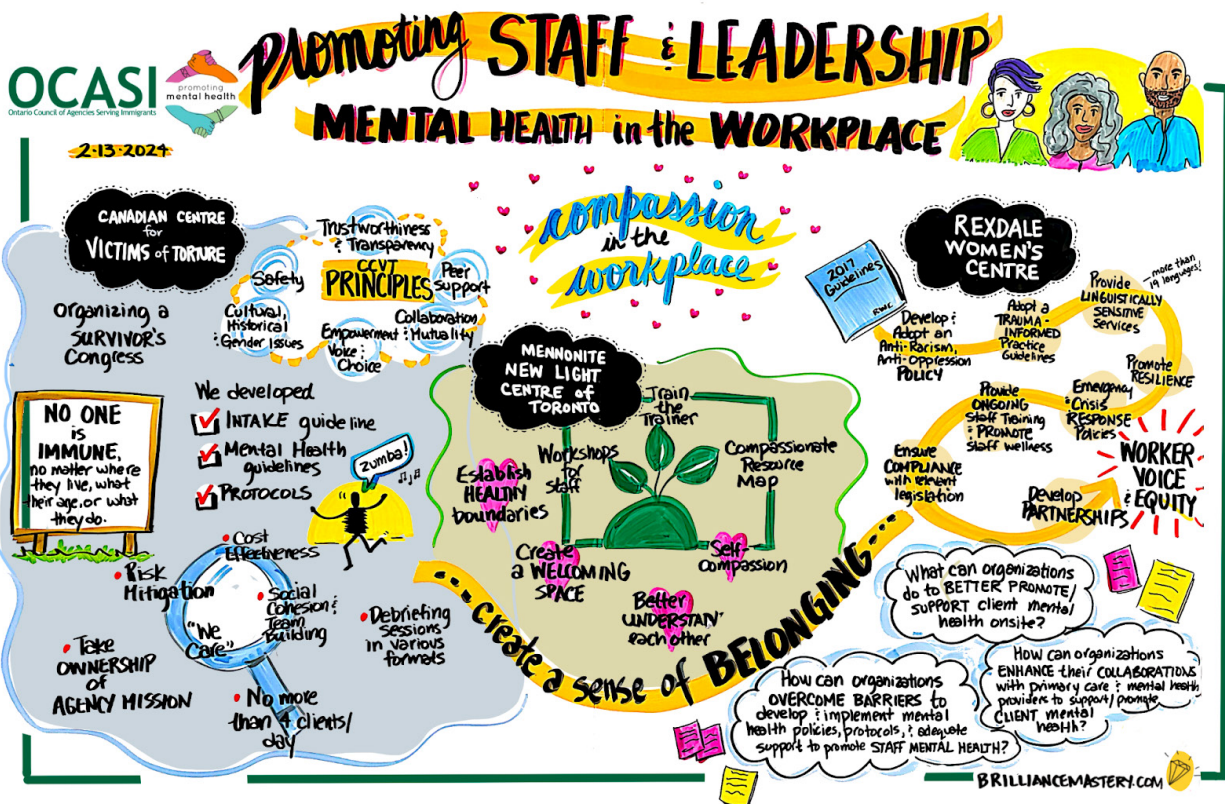 OCASI
Ontario Council of Agencies Serving Immigrants
promoting
mental health
2·13·2024
promoting STAFF & LEADERSHIP
MENTAL HEALTH in the WORKPLACE
CANADIAN CENTRE
for
VICTIMS of TORTURE
ORGANIZING a
SURVIVOR'S
Congress
CCVT
PRINCIPLES
Trustworthiness
& Transparency
Peer
Support
Collaboration
& Mutuality
Empowerment
Voice &
Choice
Cultural,
Historical &
Gender Issues
Safety
NO ONE
is
IMMUNE,
no matter where
they live, what
their age, or what
they do.
We developed
INTAKE guideline
Mental Health
guidelines
PROTOCOLS
Zumba!
• Cost
Effectiveness
• Risk
Mitigation
"We
Care"
• Social
Cohesion &
Team
Building
• Debriefing
sessions
in various
formats
• Take
OWNERSHIP
of
AGENCY MISSION
• No more
than 4 clients/
day
compassion
in the
workplace
MENNONITE
NEW LIGHT
CENTRE of
TORONTO
Train
the
Trainer
Workshops
for
staff
Compassionate
Resource
Map
Establish
HEALTHY
boundaries
Create
a WELCOMING
SPACE
Self-
compassion
Better
UNDERSTAN'
each other
...create a sense of BELONGING...
REXDALE
WOMEN'S
CENTRE
2017
Guidelines
RWC
Develop &
Adopt an
Anti-Racism,
Anti-Oppression
POLICY
Adopt a
TRAUMA-
INFORMED
Practice
Guidelines
Provide
LINGUISTICALLY
SENSITIVE
Services
more than
19 languages!
Promote
RESILIENCE
Emergency
& Crisis
RESPONSE
Policies
Provide
ONGOING
Staff Training
& PROMOTE
Staff Wellness
Ensure
COMPLIANCE
with relevant
legislation
Develop
PARTNERSHIPS
WORKER
VOICE
& EQUITY
What can organizations
do to BETTER PROMOTE/
SUPPORT client mental
health onsite?
How can organizations
ENHANCE their COLLABORATIONS
with primary care & mental health
providers to support/promote
CLIENT mental
health?
How can organizations
OVERCOME BARRIERS to
develop & implement mental
health policies, protocols, & adequate
support to promote STAFF MENTAL HEALTH?
BRILLIANCEMASTERY.COM